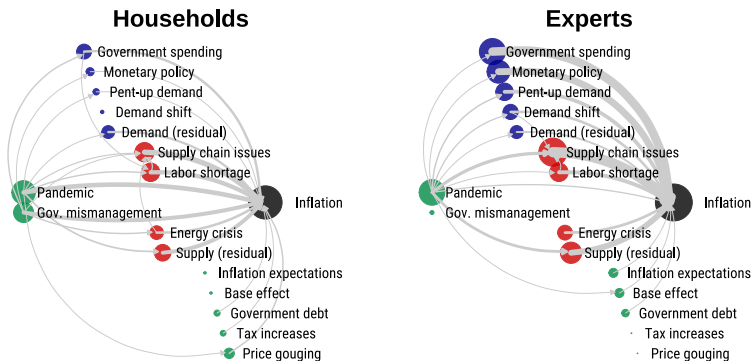 Households
Government spending
Monetary policy
Pent-up demand
Demand shift
Demand (residual)
Supply chain issues
Labor shortage
Pandemic
Inflation
Gov. mismanagement
Energy crisis
Supply (residual)
Inflation expectations
Base effect
Government debt
Tax increases
Price gouging
Experts
Government spending
Monetary policy
Pent-up demand
Demand shift
Demand (residual)
Supply chain issues
Labor shortage
Pandemic
Inflation
Gov. mismanagement
Energy crisis
Supply (residual)
Inflation expectations
Base effect
Government debt
Tax increases
Price gouging